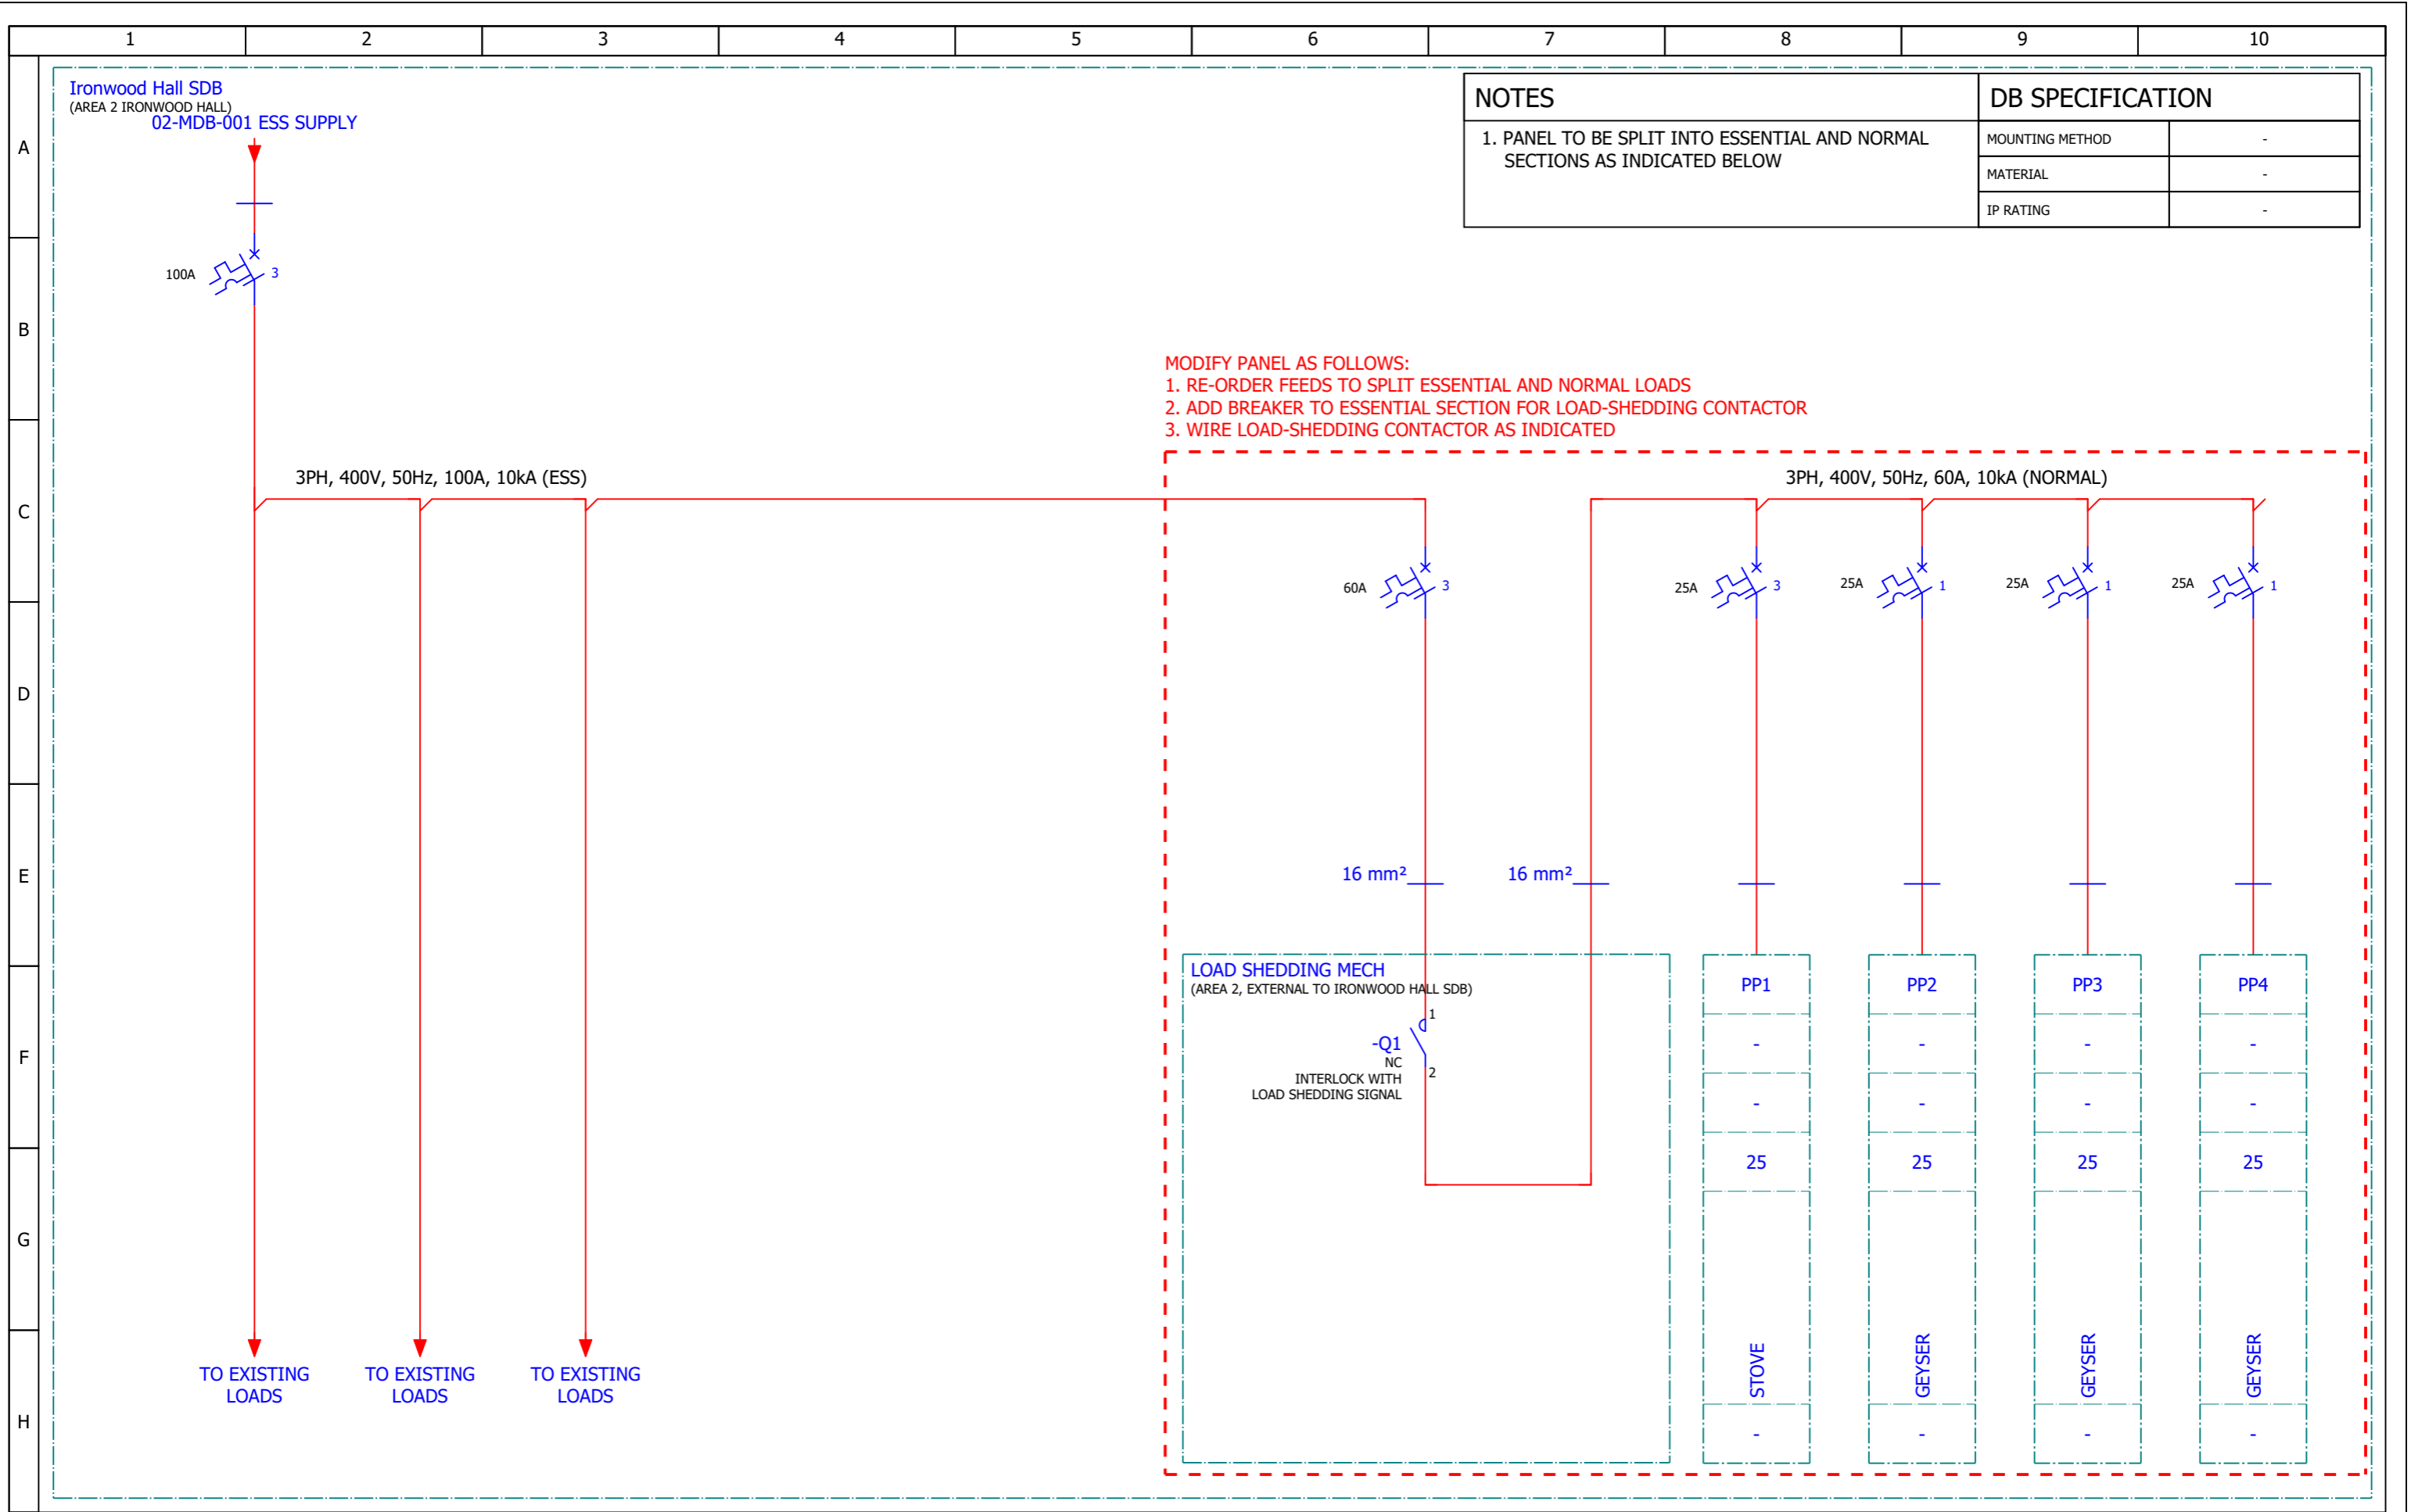 1 2 3 4 5 6 7 8 9 10
A
B
C
D
E
F
G
H
Ironwood Hall SDB
(AREA 2 IRONWOOD HALL)
02-MDB-001 ESS SUPPLY
NOTES
1. PANEL TO BE SPLIT INTO ESSENTIAL AND NORMAL
SECTIONS AS INDICATED BELOW
DB SPECIFICATION
MOUNTING METHOD -
MATERIAL -
IP RATING -
100A 3
MODIFY PANEL AS FOLLOWS:
1. RE-ORDER FEEDS TO SPLIT ESSENTIAL AND NORMAL LOADS
2. ADD BREAKER TO ESSENTIAL SECTION FOR LOAD-SHEDDING CONTACTOR
3. WIRE LOAD-SHEDDING CONTACTOR AS INDICATED
3PH, 400V, 50Hz, 100A, 10kA (ESS)
3PH, 400V, 50Hz, 60A, 10kA (NORMAL)
60A 3
25A 3
25A 1
25A 1
25A 1
16 mm²
16 mm²
LOAD SHEDDING MECH
(AREA 2, EXTERNAL TO IRONWOOD HALL SDB)
1
-Q1
NC
2
INTERLOCK WITH
LOAD SHEDDING SIGNAL
PP1
-
-
25
STOVE
-
PP2
-
-
25
GEYSER
-
PP3
-
-
25
GEYSER
-
PP4
-
-
25
GEYSER
-
TO EXISTING
LOADS
TO EXISTING
LOADS
TO EXISTING
LOADS